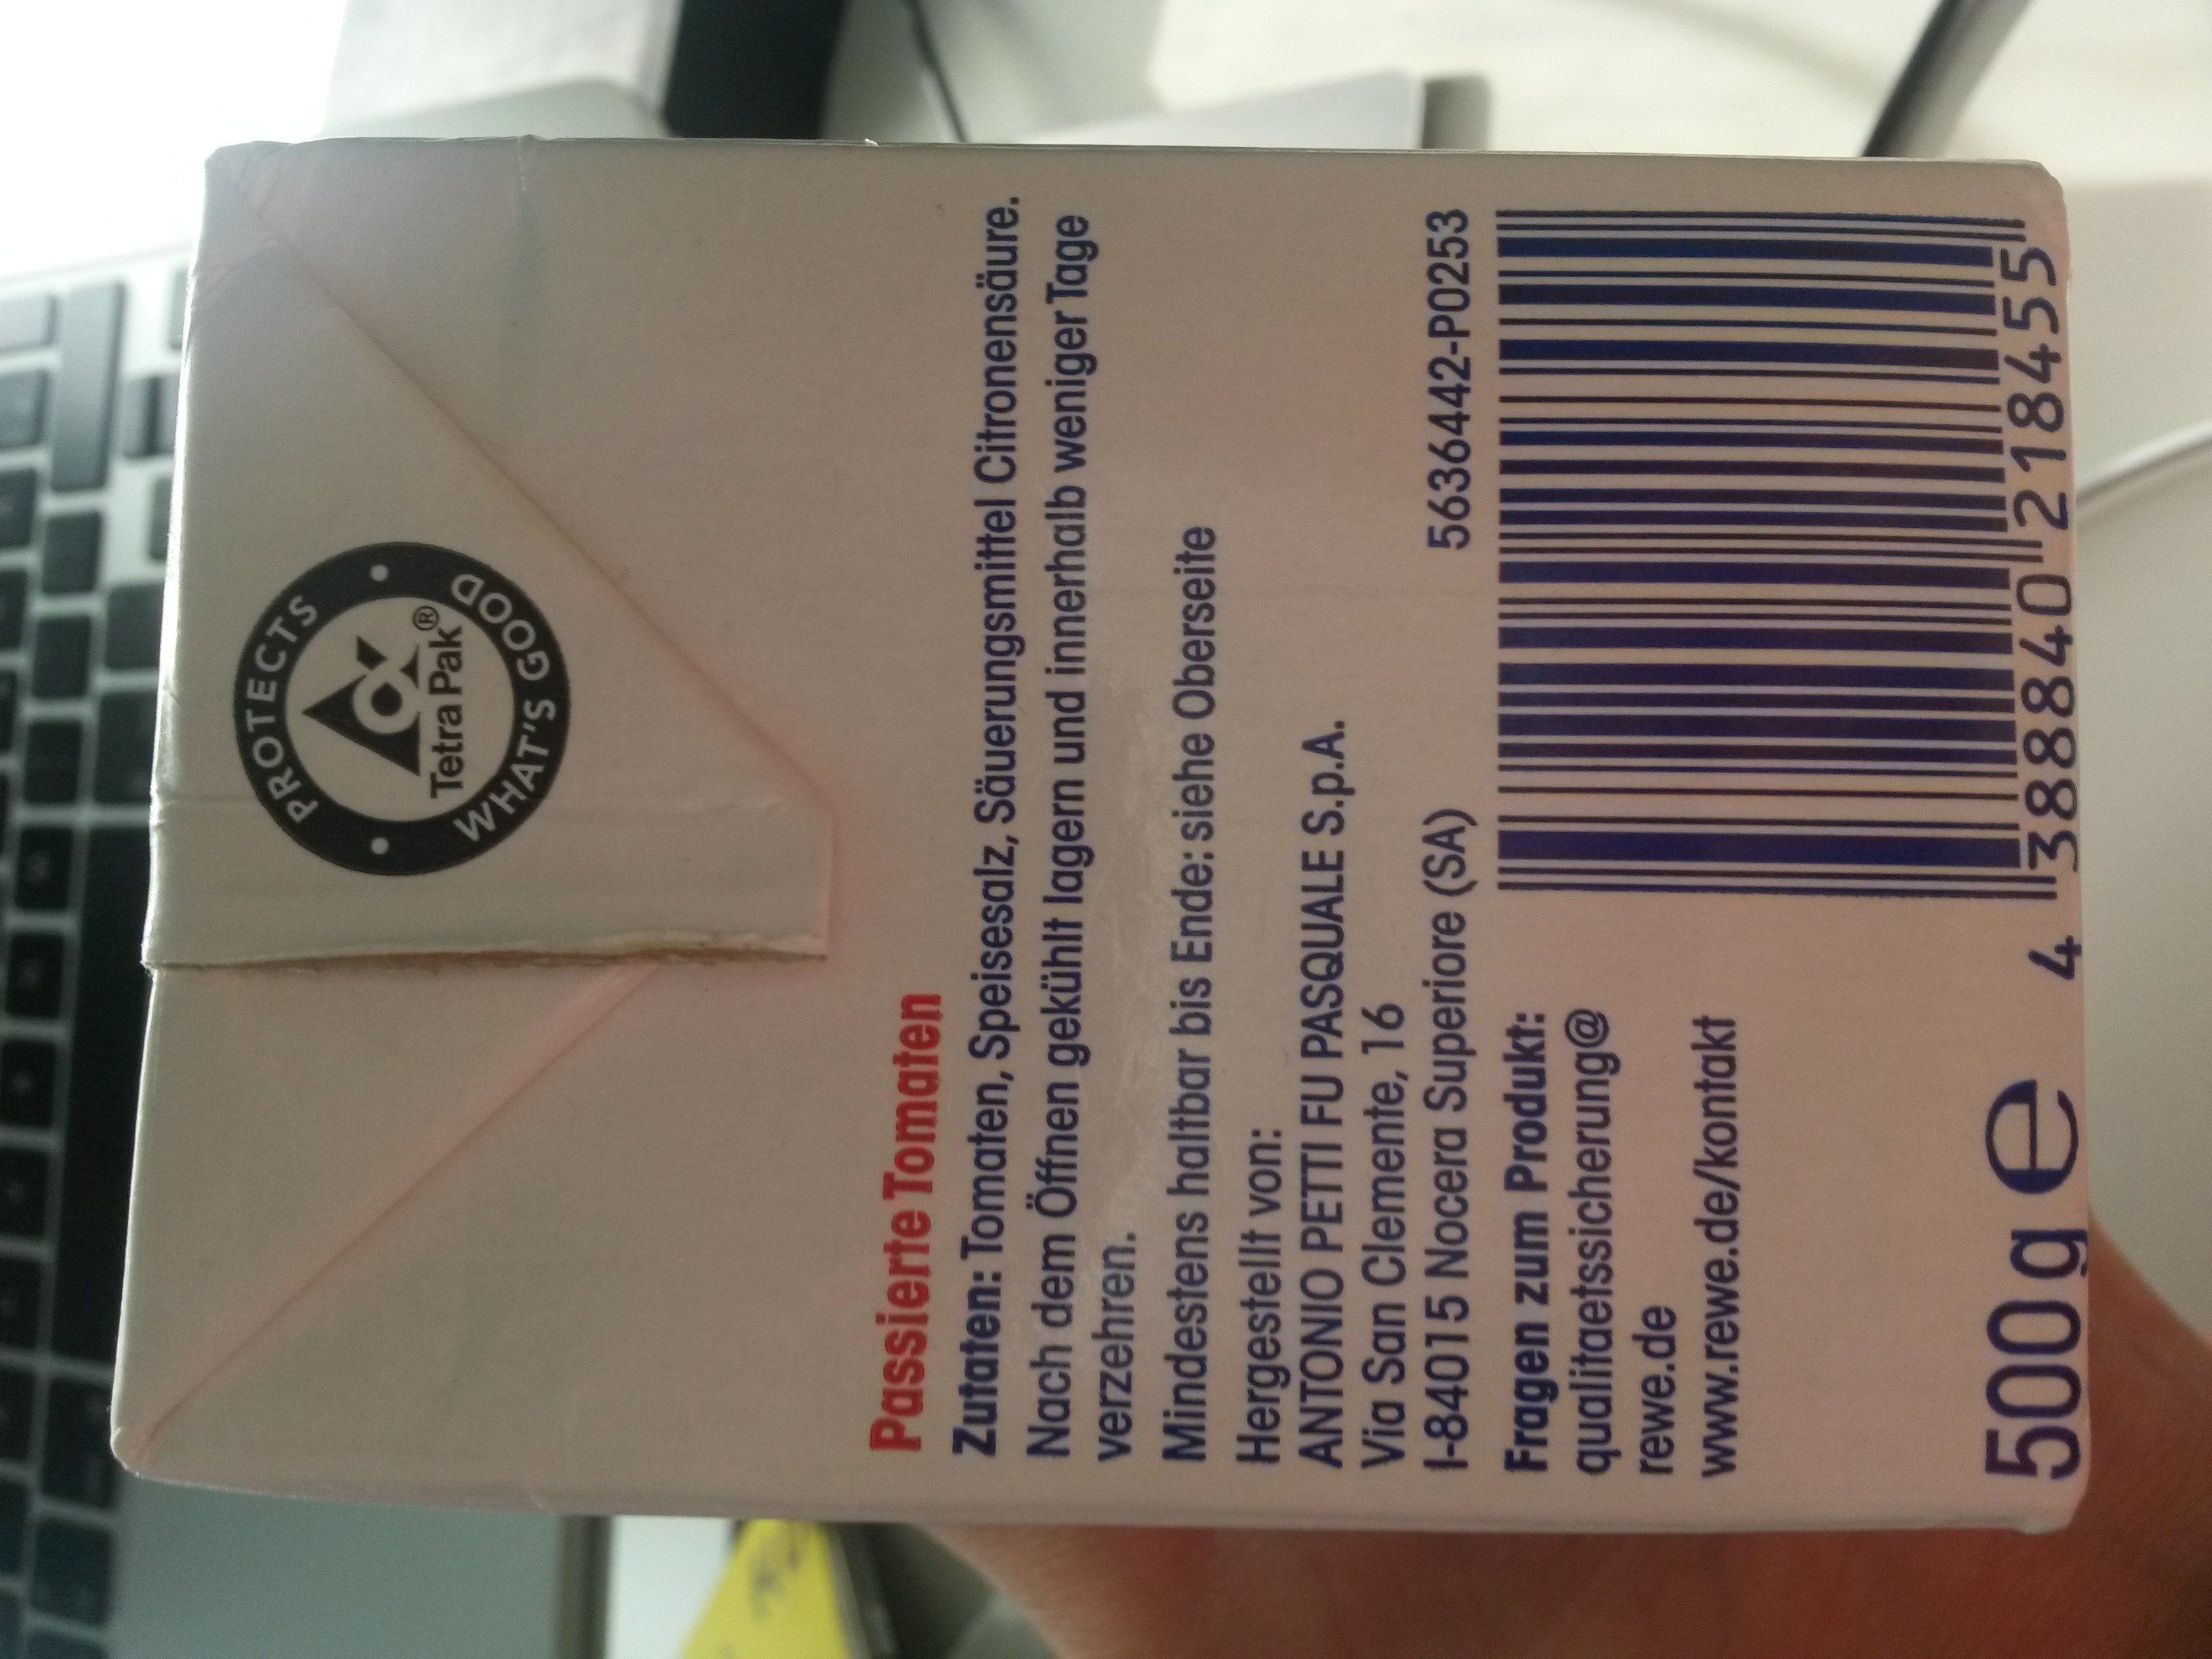 PROTECTS
Tetra Pak®
WHAT'S GOOD
Passierte Tomaten
Zutaten: Tomaten, Speisesalz, Säuerungsmittel Citronensäure.
Nach dem Öffnen gekühlt lagern und innerhalb weniger Tage
verzehren.
Mindestens haltbar bis Ende: siehe Oberseite
Hergestellt von:
ANTONIO PETTI FU PASQUALE S.p.A.
Via San Clemente, 16
I-84015 Nocera Superiore (SA)
5636442-P0253
Fragen zum Produkt:
qualitaetssicherung@
rewe.de
www.rewe.de/kontakt
500 g e
4 388840 218455